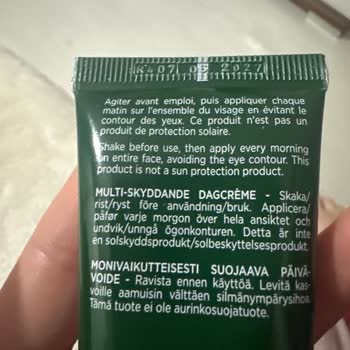 07 05 2027
Agiter avant emploi, puis appliquer chaque
matin sur l'ensemble du visage en évitant le
contour des yeux. Ce produit n'est pas un
produit de protection solaire.
Shake before use, then apply every morning
on entire face, avoiding the eye contour. This
product is not a sun protection product.
MULTI-SKYDDANDE DAGCRÈME - Skaka/
rist/ryst före användning/bruk. Applicera/
påfør varje morgon över hela ansiktet och
undvik/unngå ögonkonturen. Detta är inte
en solskyddsprodukt/solbeskyttelsesprodukt.
MONIVAIKUTTEISESTI SUOJAAVA PÄIVÄ-
VOIDE - Ravista ennen käyttöä. Levitä kas-
voille aamuisin välttäen silmänympärysihoa.
Tämä tuote ei ole aurinkosuojatuote.